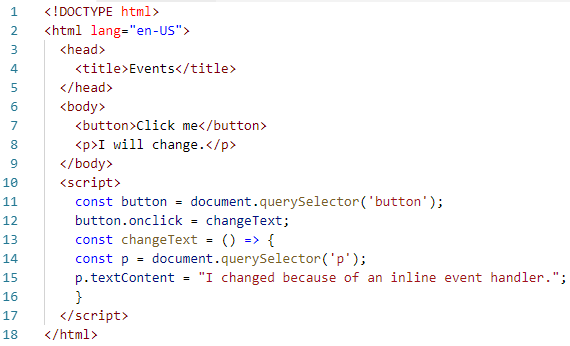 1 <!DOCTYPE html>
2 <html lang="en-US">
3   <head>
4     <title>Events</title>
5   </head>
6   <body>
7     <button>Click me</button>
8     <p>I will change.</p>
9   </body>
10   <script>
11     const button = document.querySelector('button');
12     button.onclick = changeText;
13     const changeText = () => {
14     const p = document.querySelector('p');
15     p.textContent = "I changed because of an inline event handler.";
16     }
17   </script>
18 </html>